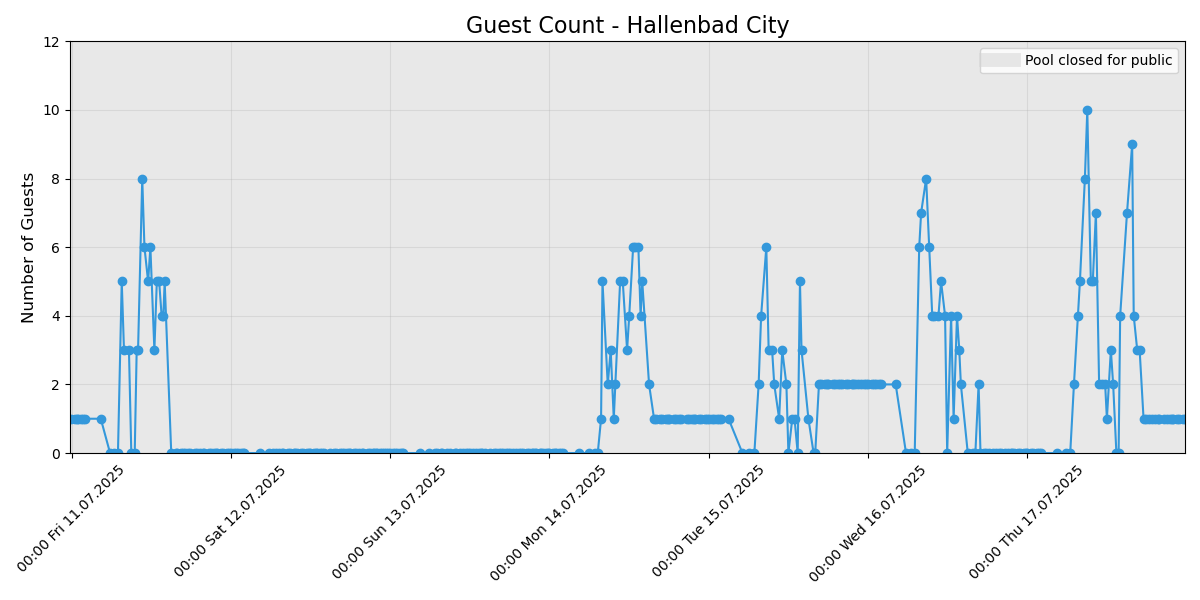 Guest Count - Hallenbad City
Pool closed for public
Number of Guests
12
10
8
6
4
2
0
00:00 Fri 11.07.2025
00:00 Sat 12.07.2025
00:00 Sun 13.07.2025
00:00 Mon 14.07.2025
00:00 Tue 15.07.2025
00:00 Wed 16.07.2025
00:00 Thu 17.07.2025